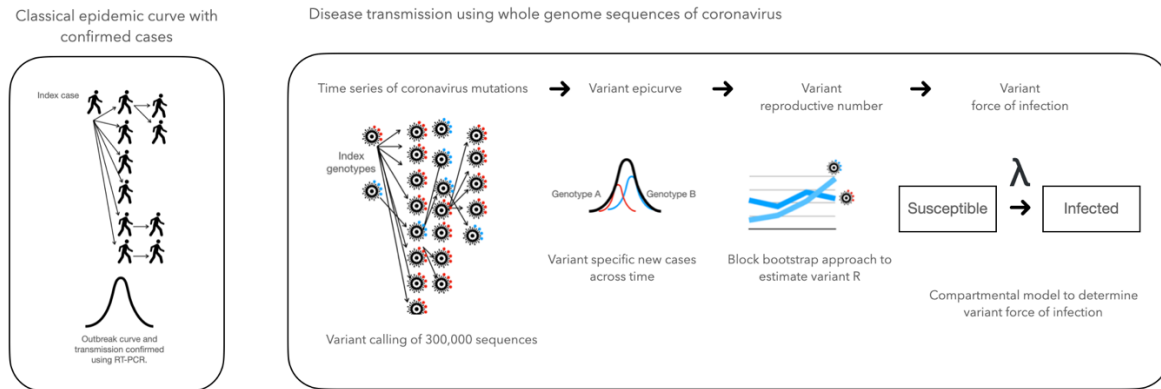 Classical epidemic curve with
confirmed cases
Index case
Outbreak curve and
transmission confirmed
using RT-PCR.
Disease transmission using whole genome sequences of coronavirus
Time series of coronavirus mutations
Index
genotypes
Variant calling of 300,000 sequences
Variant epicurve
Genotype A
Genotype B
Variant specific new cases
across time
Variant
reproductive number
Block bootstrap approach to
estimate variant R
Variant
force of infection
λ
Susceptible
Infected
Compartmental model to determine
variant force of infection